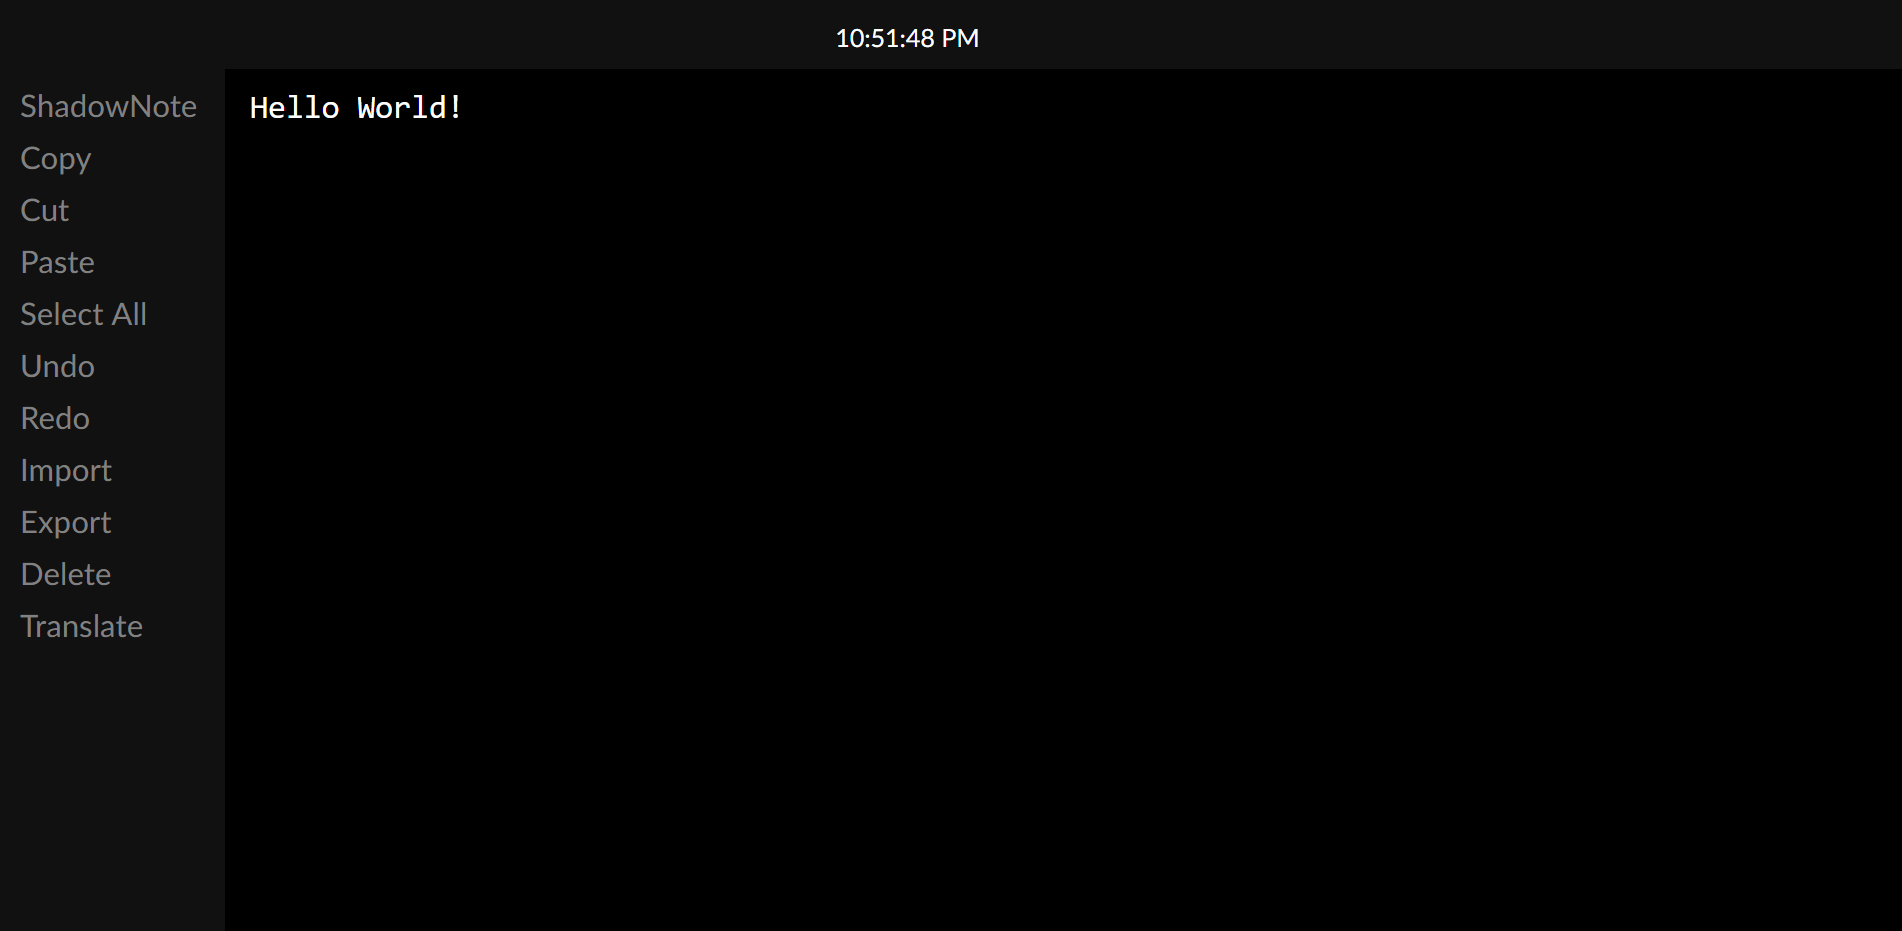 10:51:48 PM
ShadowNote
Copy
Cut
Paste
Select All
Undo
Redo
Import
Export
Delete
Translate
Hello World!